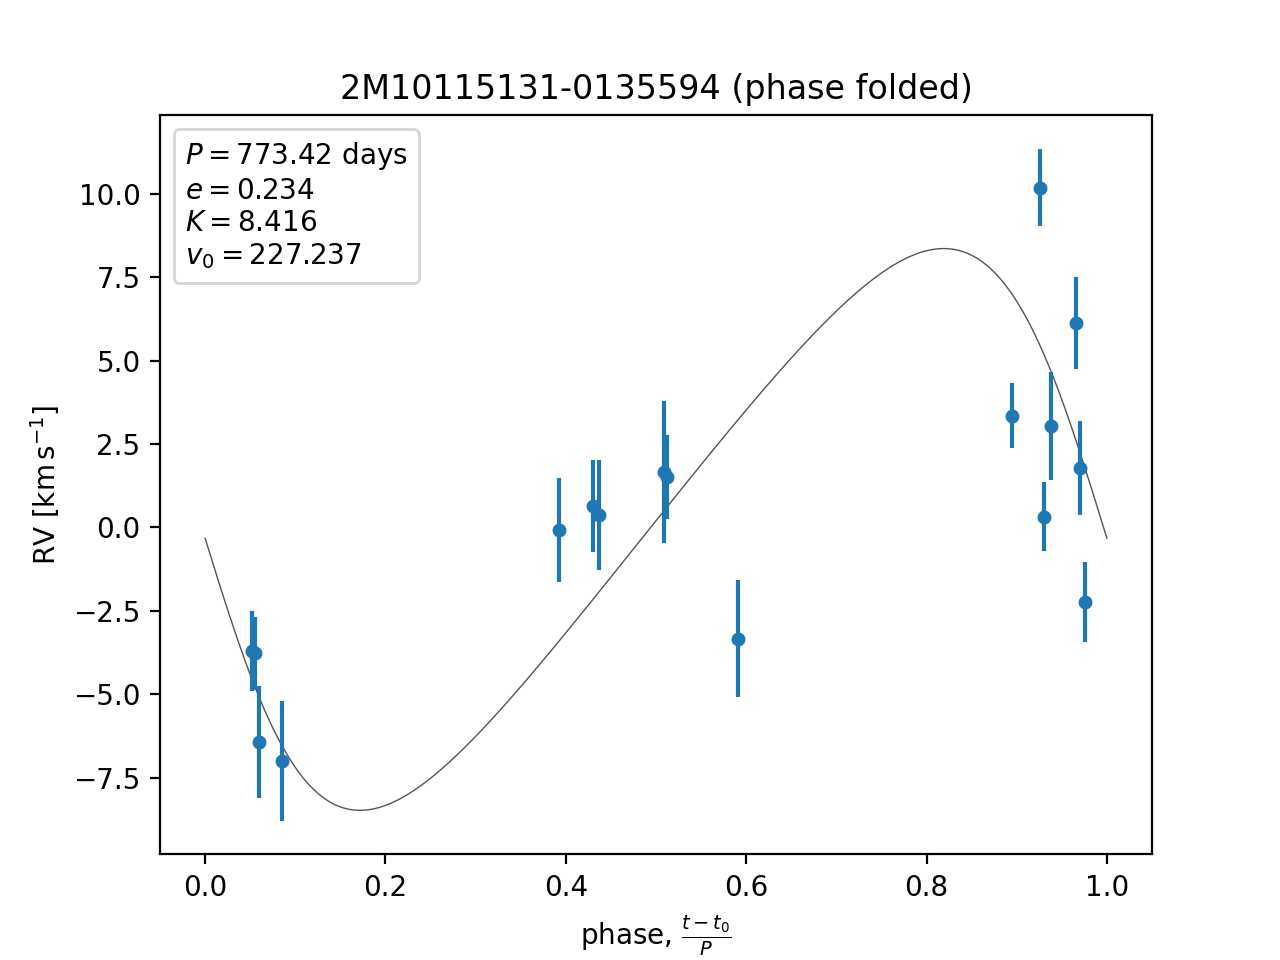 2M10115131-0135594 (phase folded)
P = 773.42 days
e = 0.234
K = 8.416
v₀ = 227.237
10.0
7.5
5.0
2.5
0.0
−2.5
−5.0
−7.5
RV [km s⁻¹]
0.0 0.2 0.4 0.6 0.8 1.0
phase, (t − t₀)/P